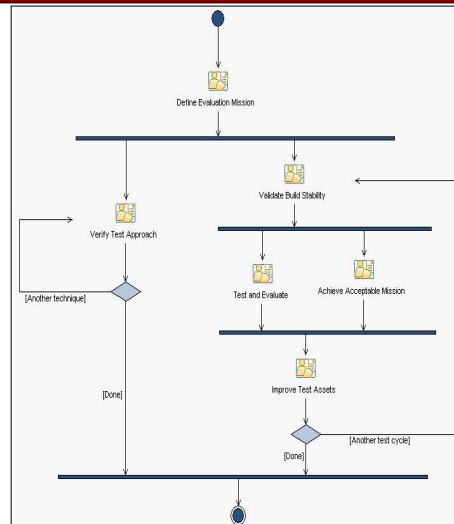 Define Evaluation Mission
Validate Build Stability
Verify Test Approach
Test and Evaluate
Achieve Acceptable Mission
[Another technique]
Improve Test Assets
[Done]
[Another test cycle]
[Done]